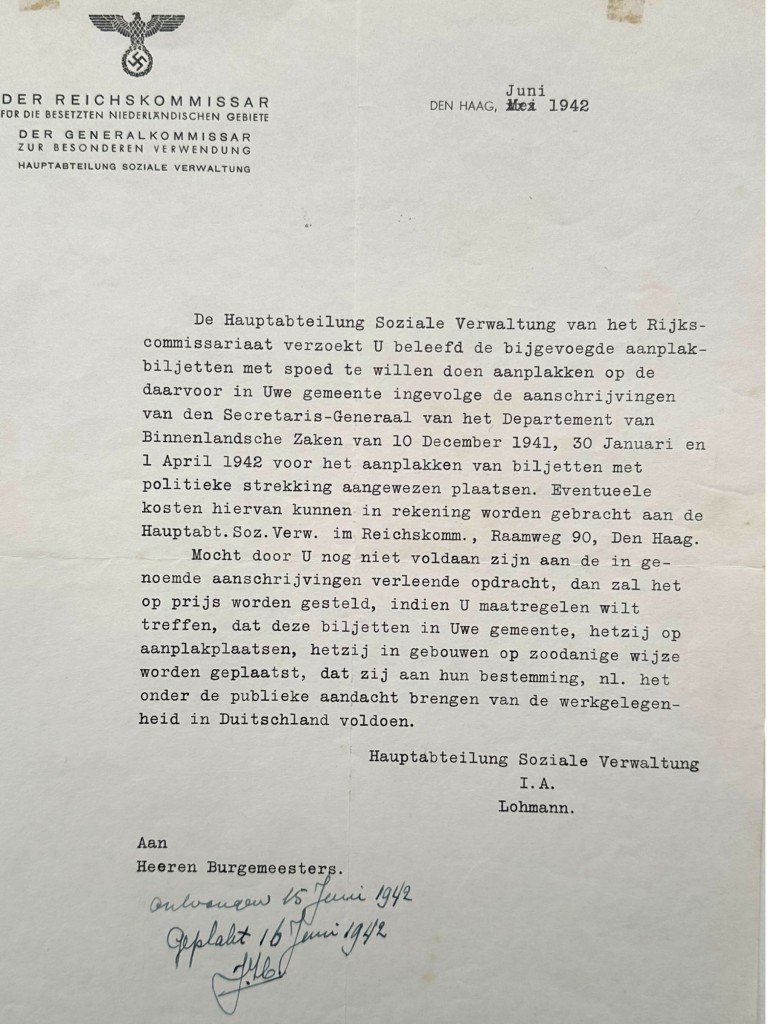 DER REICHSKOMMISSAR
FÜR DIE BESETZTEN NIEDERLÄNDISCHEN GEBIETE
DER GENERALKOMMISSAR
ZUR BESONDEREN VERWENDUNG
HAUPTABTEILUNG SOZIALE VERWALTUNG
Juni
DEN HAAG, Mei 1942
De Hauptabteilung Soziale Verwaltung van het Rijks-
commissariaat verzoekt U beleefd de bijgevoegde aanplak-
biljetten met spoed te willen doen aanplakken op de
daarvoor in Uwe gemeente ingevolge de aanschrijvingen
van den Secretaris-Generaal van het Departement van
Binnenlandsche Zaken van 10 December 1941, 30 Januari en
1 April 1942 voor het aanplakken van biljetten met
politieke strekking aangewezen plaatsen. Eventueele
kosten hiervan kunnen in rekening worden gebracht aan de
Hauptabt.Soz.Verw. im Reichskomm., Raamweg 90, Den Haag.
Mocht door U nog niet voldaan zijn aan de in ge-
noemde aanschrijvingen verleende opdracht, dan zal het
op prijs worden gesteld, indien U maatregelen wilt
treffen, dat deze biljetten in Uwe gemeente, hetzij op
aanplakplaatsen, hetzij in gebouwen op zoodanige wijze
worden geplaatst, dat zij aan hun bestemming, nl. het
onder de publieke aandacht brengen van de werkgelegen-
heid in Duitschland voldoen.
Hauptabteilung Soziale Verwaltung
I.A.
Lohmann.
Aan
Heeren Burgemeesters.
ontvangen 15 Juni 1942
Geplakt 16 Juni 1942